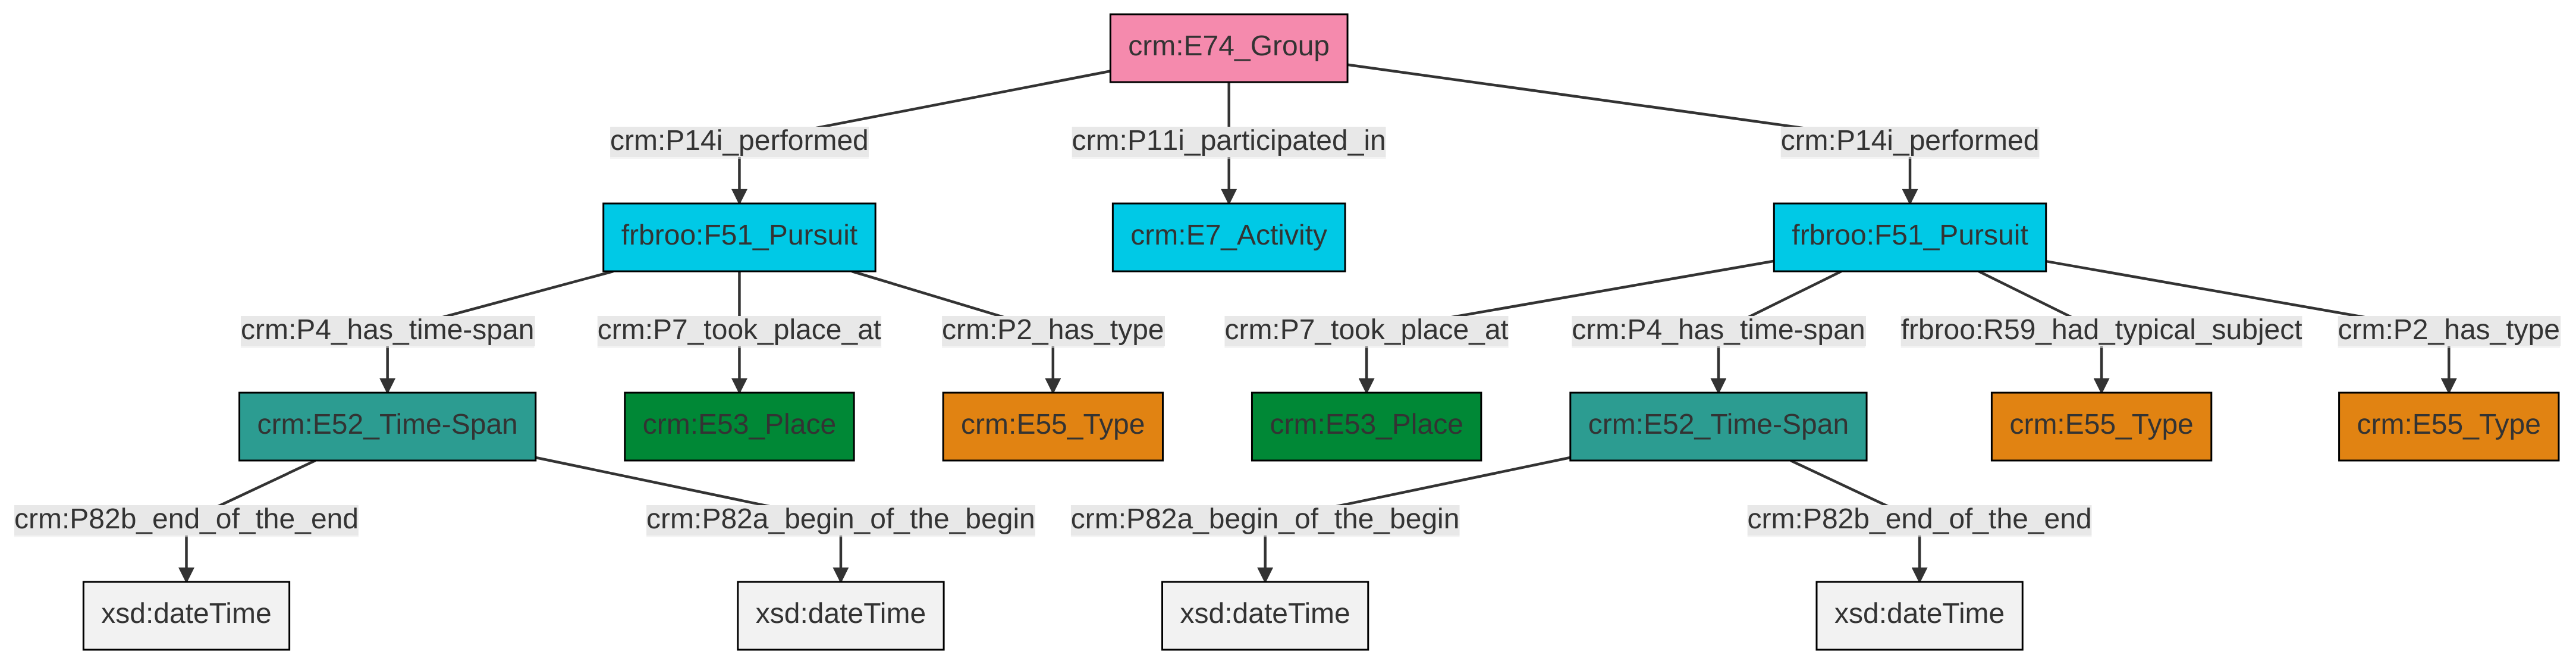 crm:E74_Group
crm:P14i_performed
crm:P11i_participated_in
crm:P14i_performed
frbroo:F51_Pursuit
crm:E7_Activity
frbroo:F51_Pursuit
crm:P4_has_time-span
crm:P7_took_place_at
crm:P2_has_type
crm:P7_took_place_at
crm:P4_has_time-span
frbroo:R59_had_typical_subject
crm:P2_has_type
crm:E52_Time-Span
crm:E53_Place
crm:E55_Type
crm:E53_Place
crm:E52_Time-Span
crm:E55_Type
crm:E55_Type
crm:P82b_end_of_the_end
crm:P82a_begin_of_the_begin
crm:P82a_begin_of_the_begin
crm:P82b_end_of_the_end
xsd:dateTime
xsd:dateTime
xsd:dateTime
xsd:dateTime